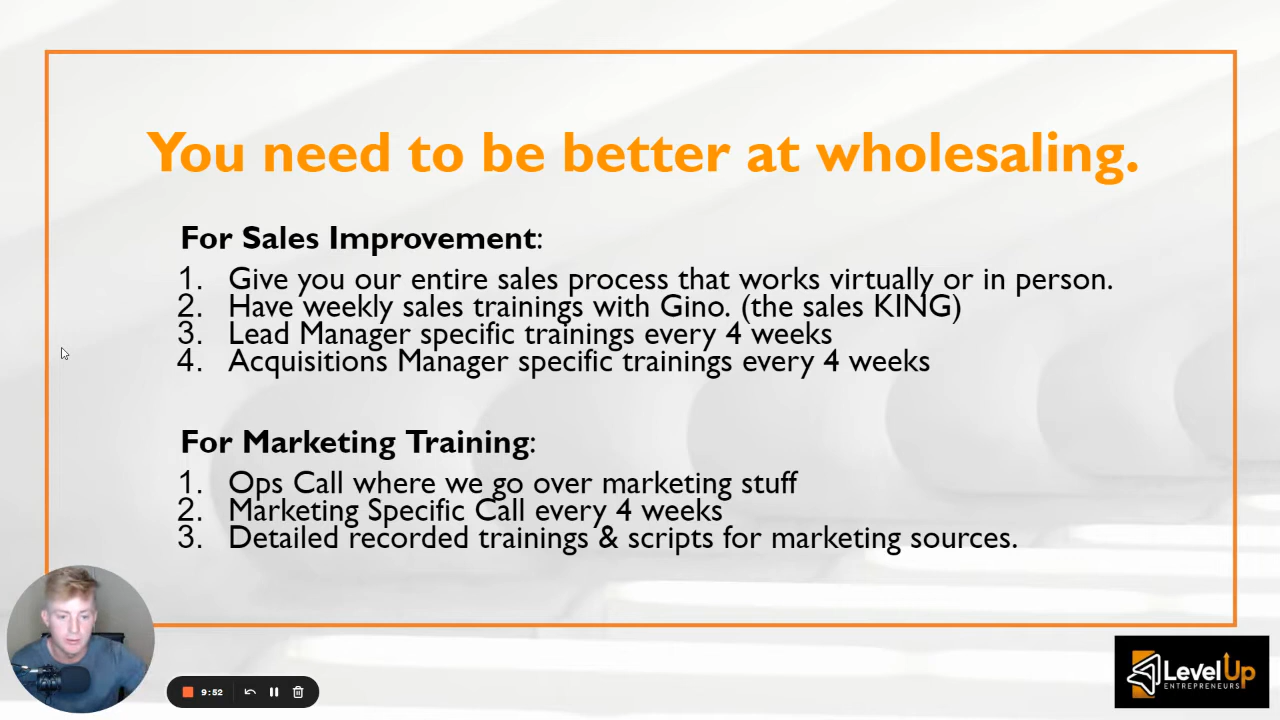 You need to be better at wholesaling.
For Sales Improvement:
1. Give you our entire sales process that works virtually or in person.
2. Have weekly sales trainings with Gino. (the sales KING)
3. Lead Manager specific trainings every 4 weeks
4. Acquisitions Manager specific trainings every 4 weeks
For Marketing Training:
1. Ops Call where we go over marketing stuff
2. Marketing Specific Call every 4 weeks
3. Detailed recorded trainings & scripts for marketing sources.
9:52
LevelUp
ENTREPRENEURS